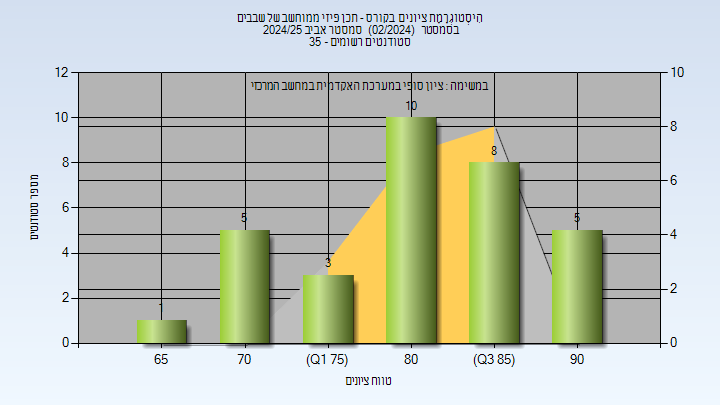 הִיסְטוֹגְרָמַת ציונים בקורס - תכן פיזי ממוחשב של שבבים
בסמסטר (02/2024) סמסטר אביב 2024/25
סטודנטים רשומים - 35
במשימה : ציון סופי במערכת האקדמית במחשב המרכזי
12
10
8
6
4
2
0
10
8
6
4
2
0
מספר סטודנטים
1
5
3
10
8
5
65
70
(Q1 75)
80
(Q3 85)
90
טווח ציונים